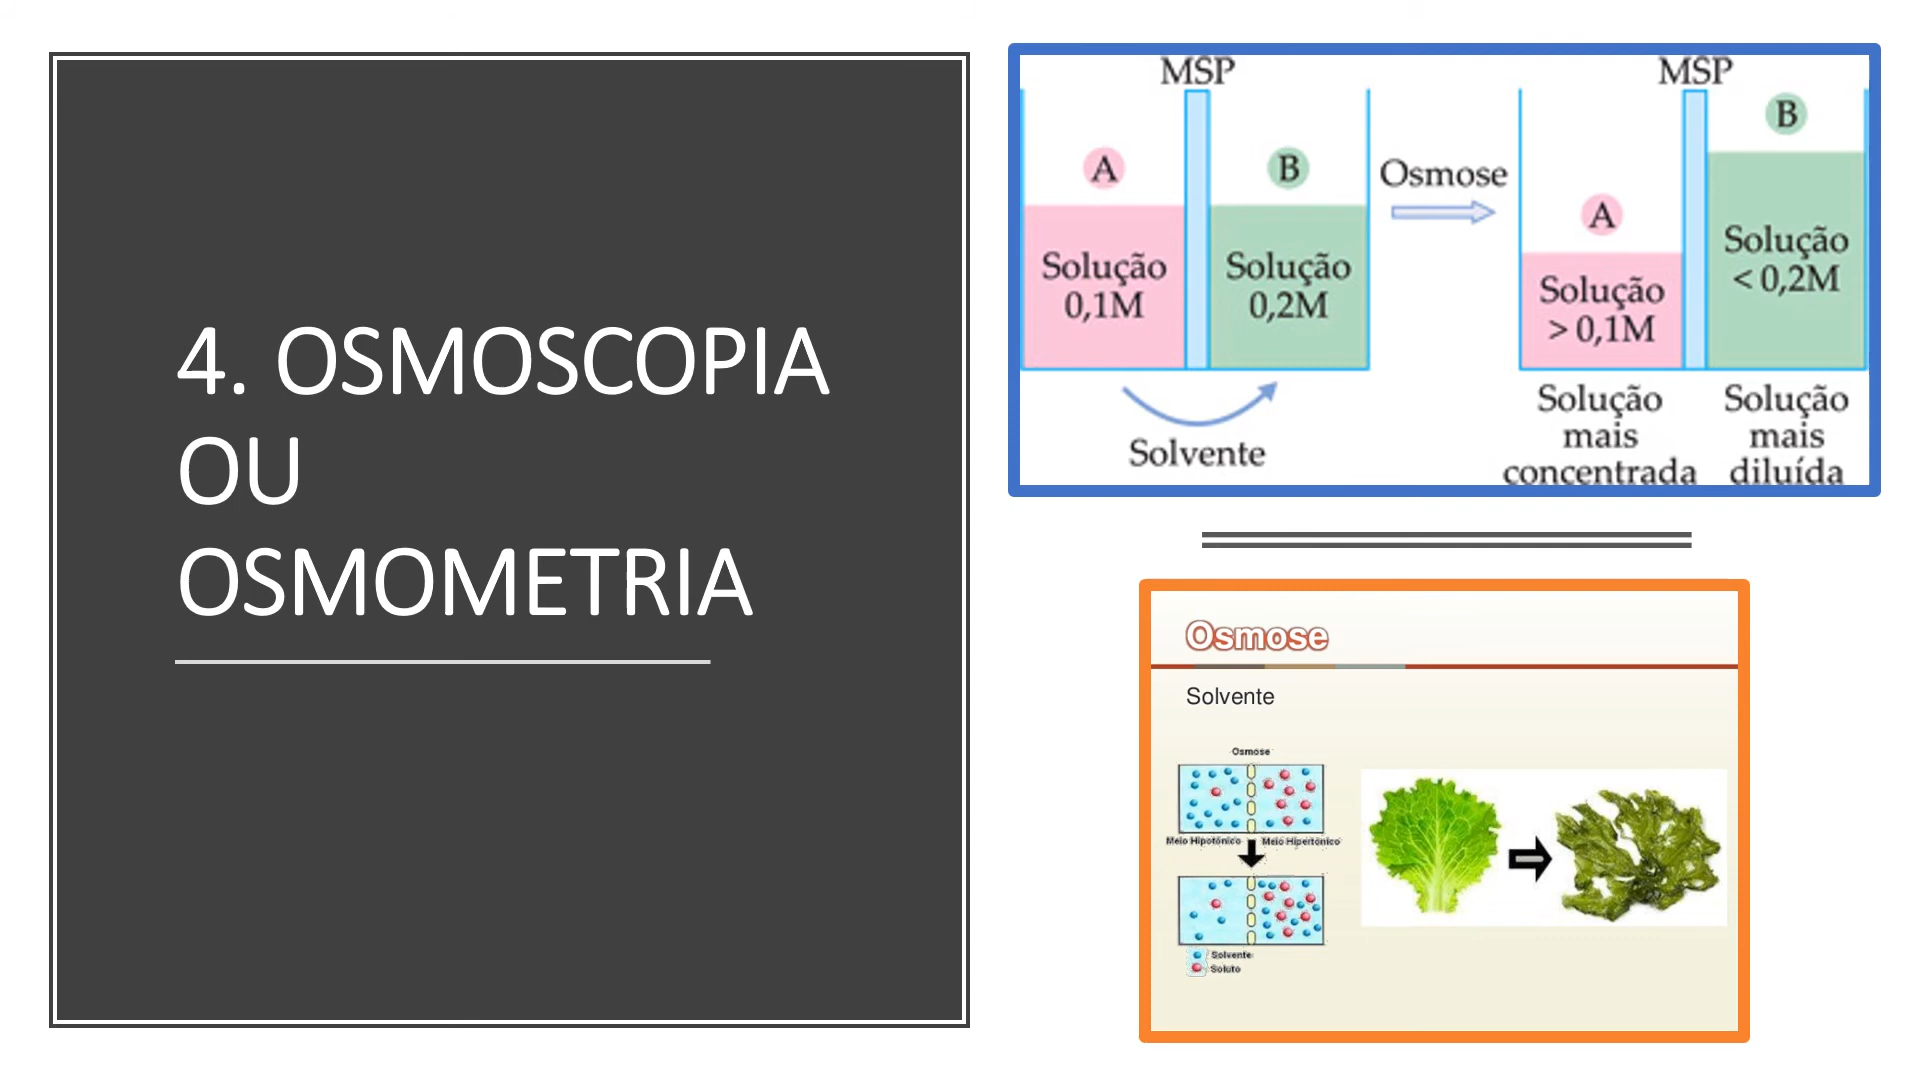 4. OSMOSCOPIA
OU
OSMOMETRIA
MSP
A
B
Solução
0,1M
Solução
0,2M
Solvente
Osmose
MSP
A
B
Solução
> 0,1M
Solução
< 0,2M
Solução
mais
concentrada
Solução
mais
diluída
Osmose
Solvente
Osmose
Meio Hipotônico
Meio Hipertônico
Solvente
Soluto